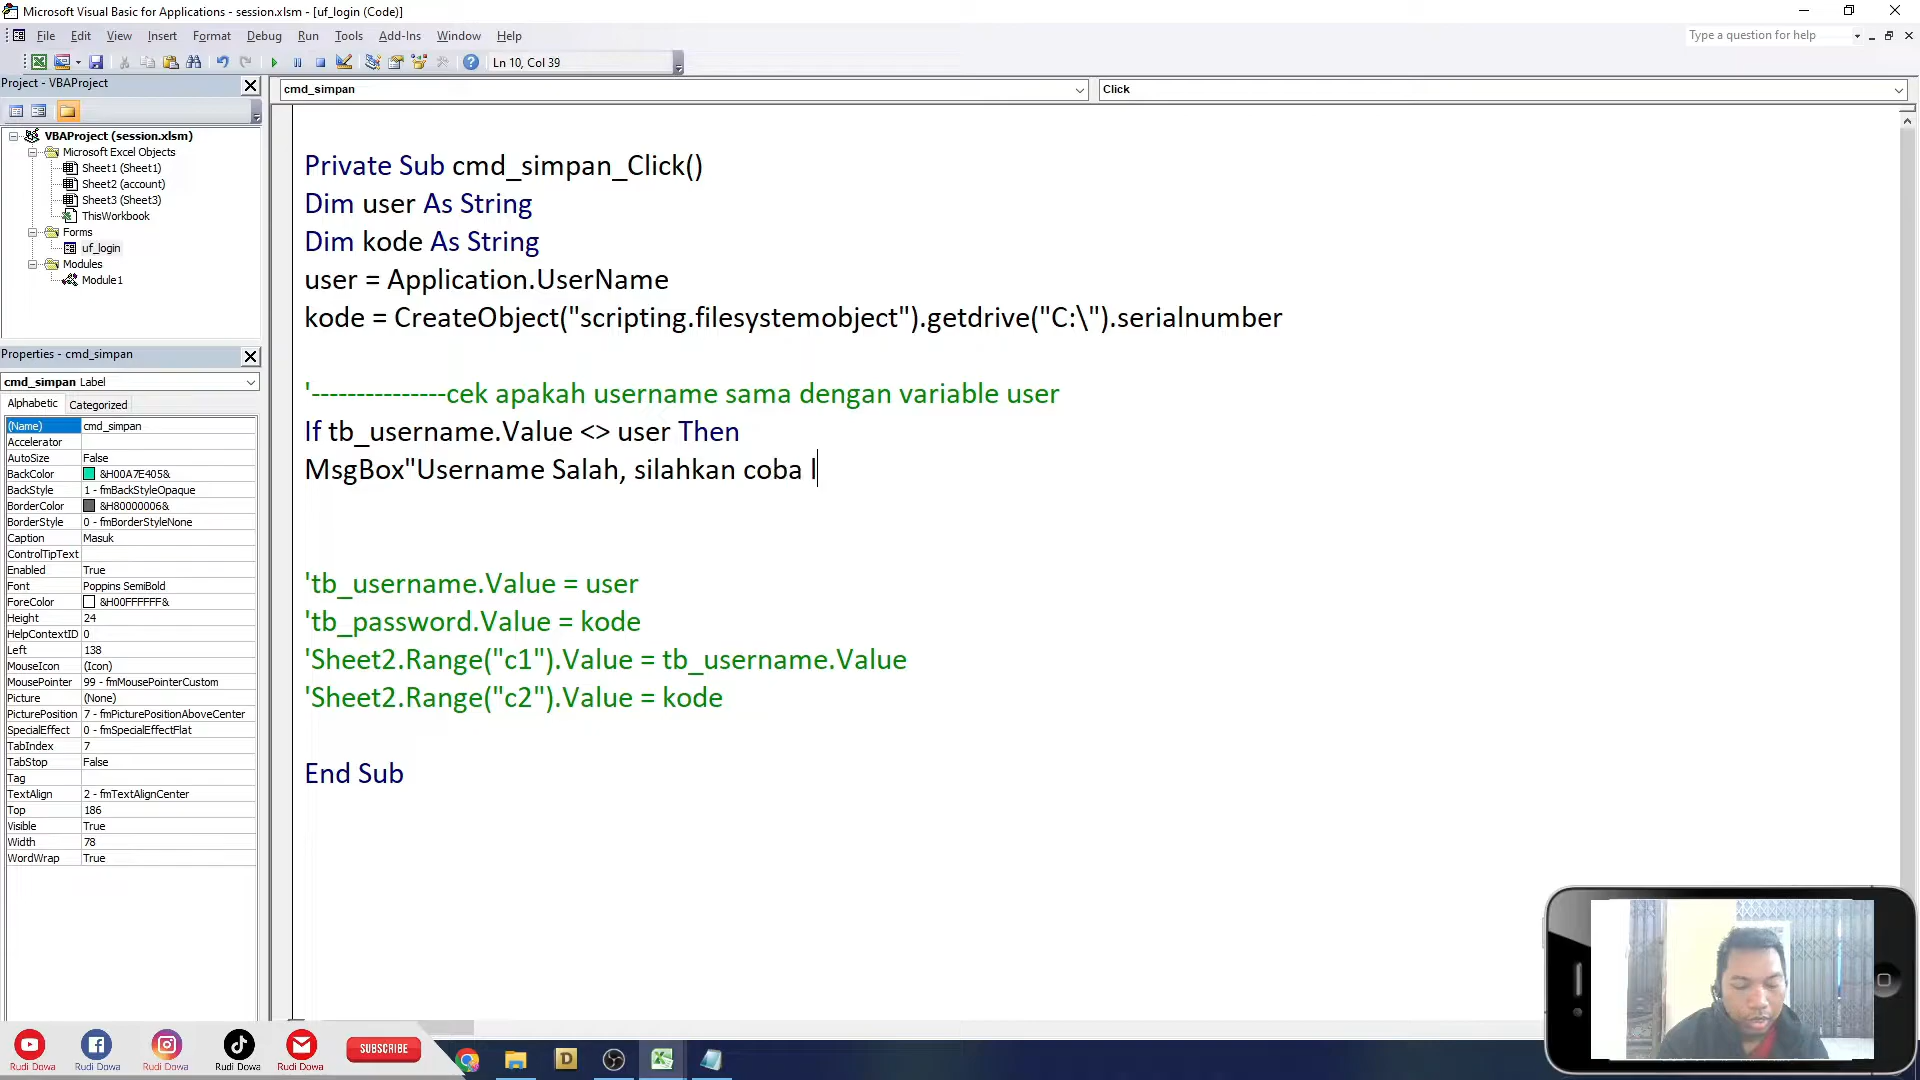 Microsoft Visual Basic for Applications - session.xlsm - [uf_login (Code)]
File Edit View Insert Format Debug Run Tools Add-Ins Window Help
Type a question for help
Ln 10, Col 39
Project - VBAProject
cmd_simpan
Click
VBAProject (session.xlsm)
Microsoft Excel Objects
Sheet1 (Sheet1)
Sheet2 (account)
Sheet3 (Sheet3)
ThisWorkbook
Forms
uf_login
Modules
Module1
Private Sub cmd_simpan_Click()
Dim user As String
Dim kode As String
user = Application.UserName
kode = CreateObject("scripting.filesystemobject").getdrive("C:\").serialnumber
'---------------cek apakah username sama dengan variable user
If tb_username.Value <> user Then
MsgBox"Username Salah, silahkan coba l
'tb_username.Value = user
'tb_password.Value = kode
'Sheet2.Range("c1").Value = tb_username.Value
'Sheet2.Range("c2").Value = kode
End Sub
Properties - cmd_simpan
cmd_simpan Label
Alphabetic Categorized
(Name) cmd_simpan
Accelerator
AutoSize False
BackColor &H00A7E405&
BackStyle 1 - fmBackStyleOpaque
BorderColor &H80000006&
BorderStyle 0 - fmBorderStyleNone
Caption Masuk
ControlTipText
Enabled True
Font Poppins SemiBold
ForeColor &H00FFFFFF&
Height 24
HelpContextID 0
Left 138
MouseIcon (Icon)
MousePointer 99 - fmMousePointerCustom
Picture (None)
PicturePosition 7 - fmPicturePositionAboveCenter
SpecialEffect 0 - fmSpecialEffectFlat
TabIndex 7
TabStop False
Tag
TextAlign 2 - fmTextAlignCenter
Top 186
Visible True
Width 78
WordWrap True
Rudi Dowa Rudi Dowa Rudi Dowa Rudi Dowa Rudi Dowa
SUBSCRIBE
D